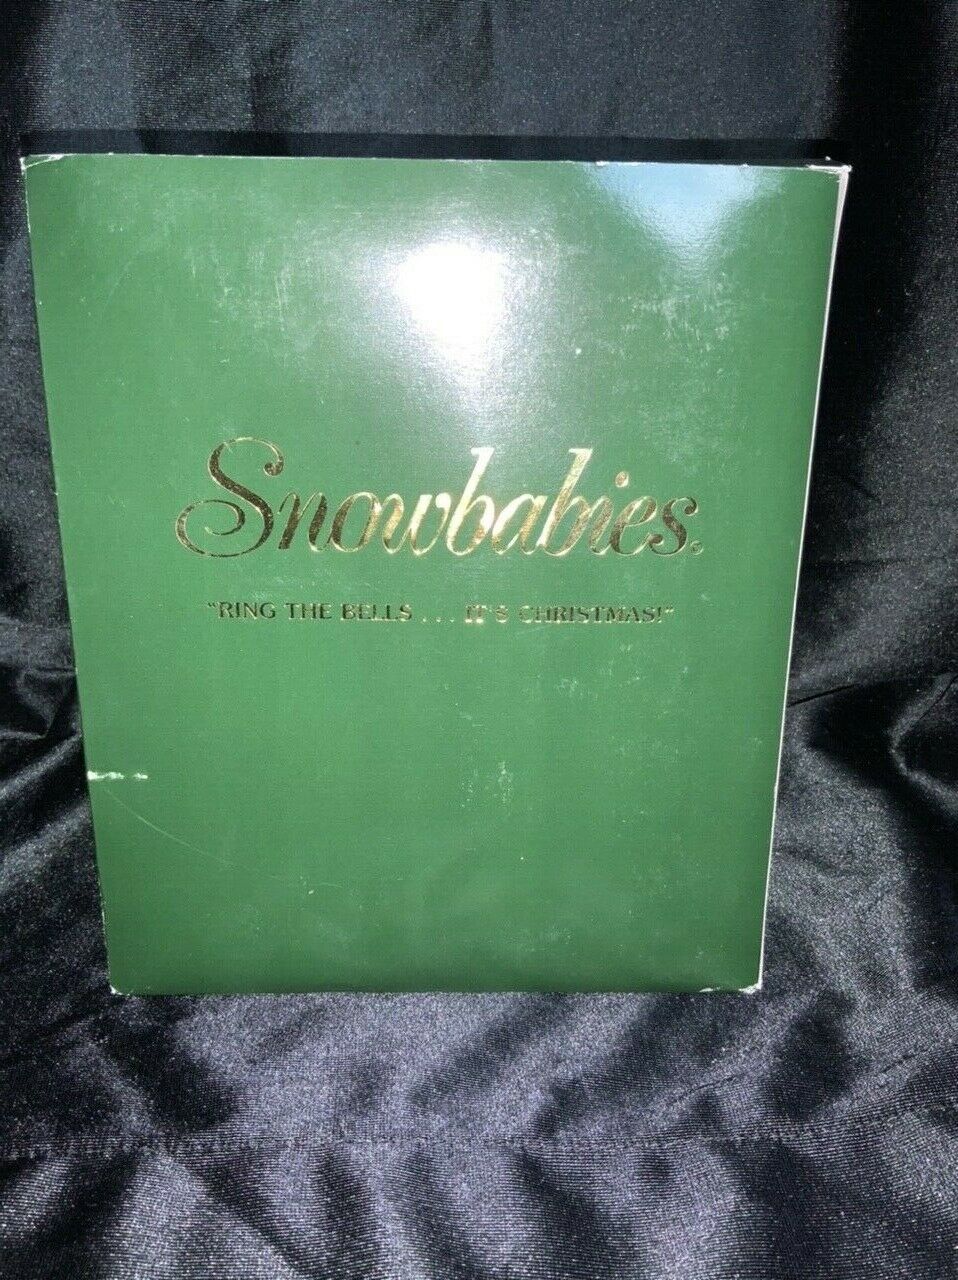 Snowbabies®
"RING THE BELLS . . . IT'S CHRISTMAS!"